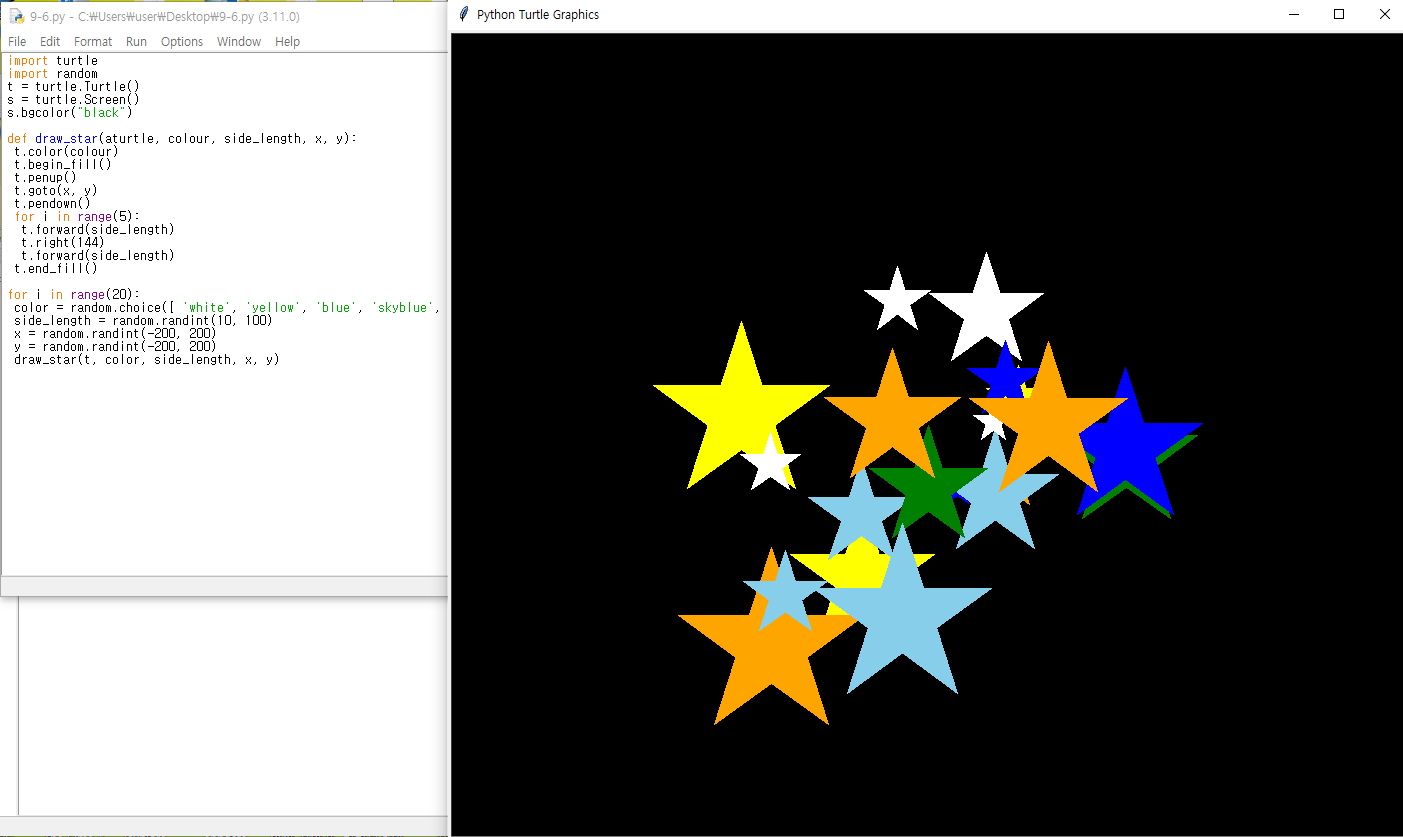 9-6.py - C:₩Users₩user₩Desktop₩9-6.py (3.11.0)
File Edit Format Run Options Window Help
import turtle
import random
t = turtle.Turtle()
s = turtle.Screen()
s.bgcolor("black")
def draw_star(aturtle, colour, side_length, x, y):
 t.color(colour)
 t.begin_fill()
 t.penup()
 t.goto(x, y)
 t.pendown()
 for i in range(5):
  t.forward(side_length)
  t.right(144)
  t.forward(side_length)
 t.end_fill()
for i in range(20):
 color = random.choice([ 'white', 'yellow', 'blue', 'skyblue',
 side_length = random.randint(10, 100)
 x = random.randint(-200, 200)
 y = random.randint(-200, 200)
 draw_star(t, color, side_length, x, y)
Python Turtle Graphics